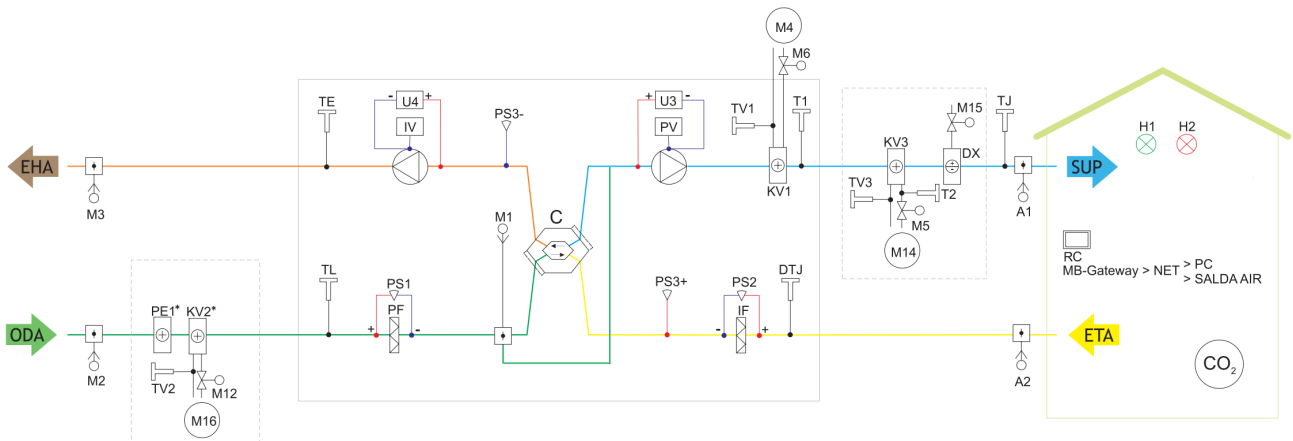 M4
M6
TE
- U4 +
PS3-
+ U3 -
TV1
T1
M15
TJ
IV
PV
KV3
DX
H1 H2
EHA
SUP
KV1
TV3
T2
M3
M1
C
M5
A1
M14
RC
MB-Gateway > NET > PC
> SALDA AIR
TL
PS1
PS3+
PS2
DTJ
PE1* KV2*
PF
IF
+ -
- +
ODA
ETA
M2
TV2
M12
A2
CO2
M16